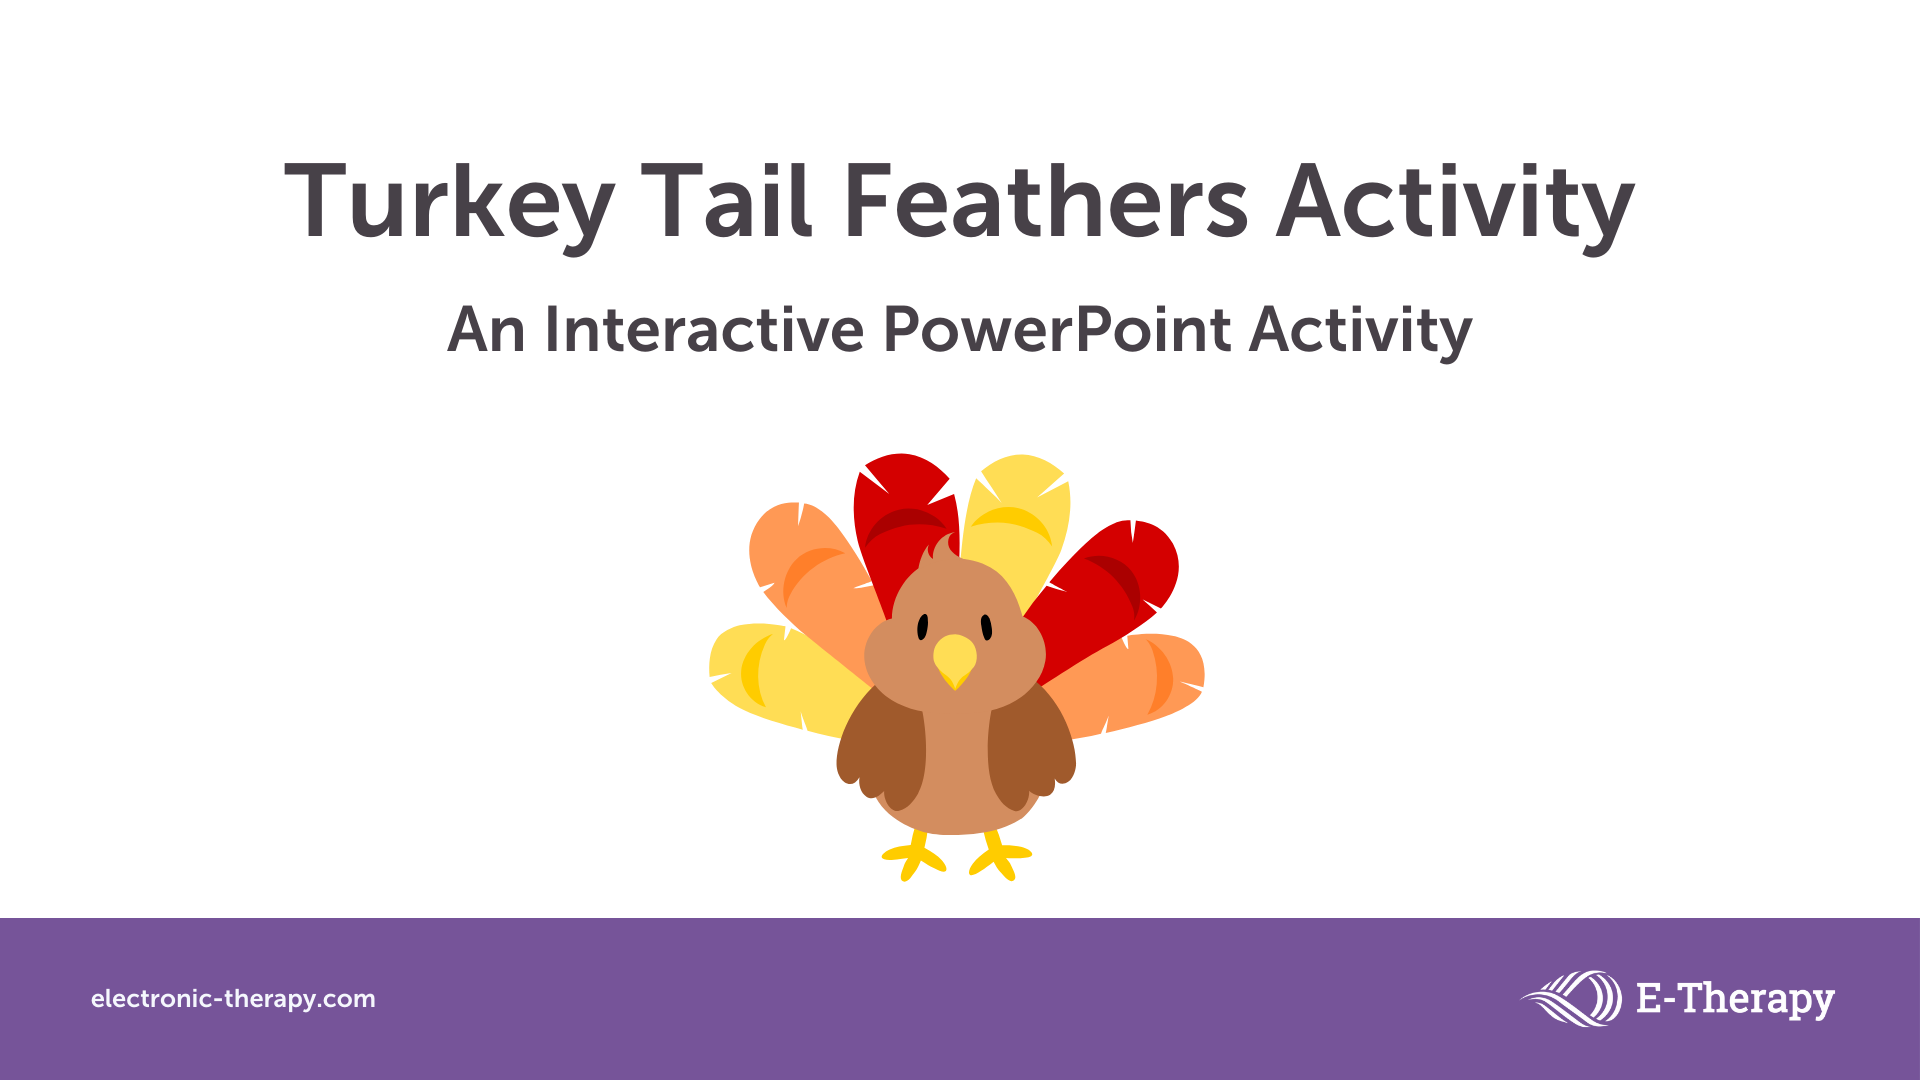 Turkey Tail Feathers Activity
An Interactive PowerPoint Activity
electronic-therapy.com
E-Therapy